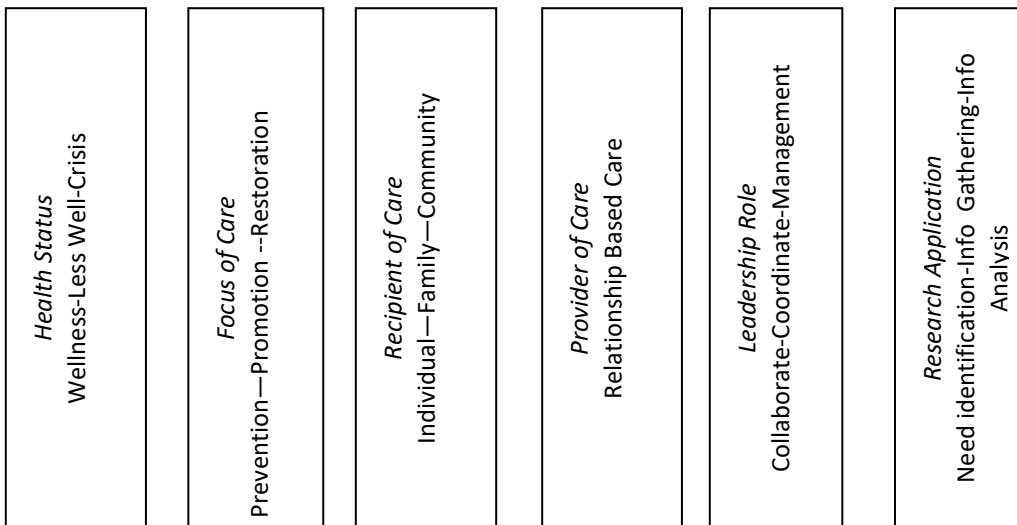 Health Status
Wellness-Less Well-Crisis
Focus of Care
Prevention—Promotion --Restoration
Recipient of Care
Individual—Family—Community
Provider of Care
Relationship Based Care
Leadership Role
Collaborate-Coordinate-Management
Research Application
Need identification-Info Gathering-Info
Analysis